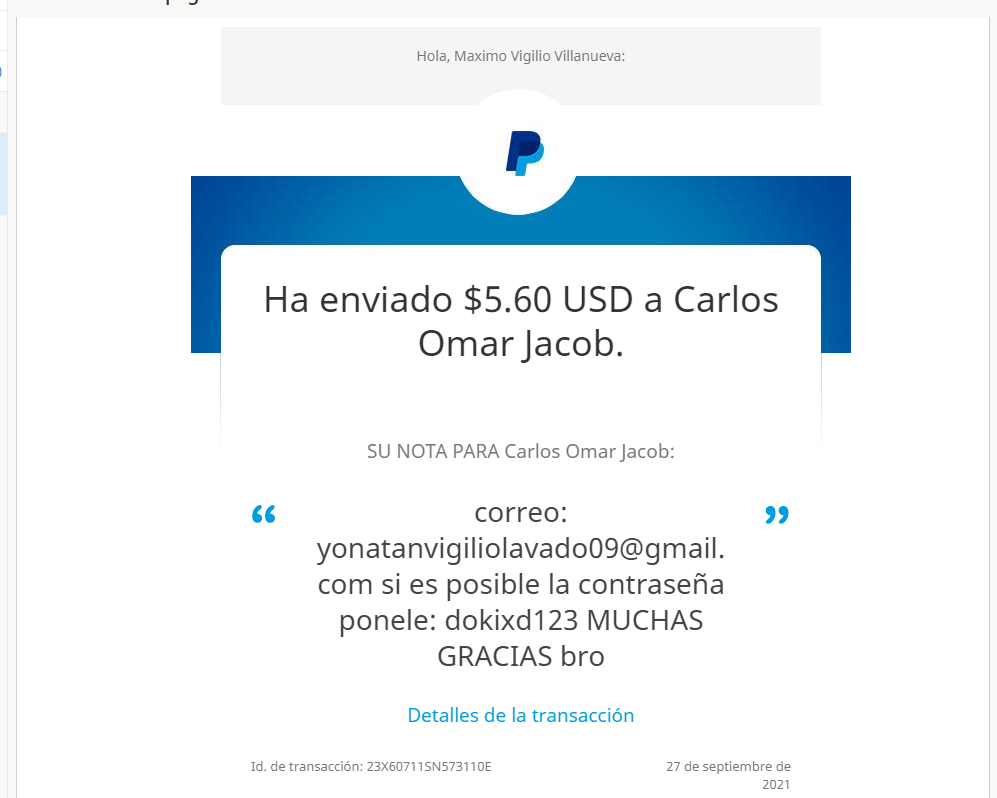 Hola, Maximo Vigilio Villanueva:
Ha enviado $5.60 USD a Carlos
Omar Jacob.
SU NOTA PARA Carlos Omar Jacob:
“ correo: ”
yonatanvigiliolavado09@gmail.
com si es posible la contraseña
ponele: dokixd123 MUCHAS
GRACIAS bro
Detalles de la transacción
Id. de transacción: 23X60711SN573110E
27 de septiembre de
2021